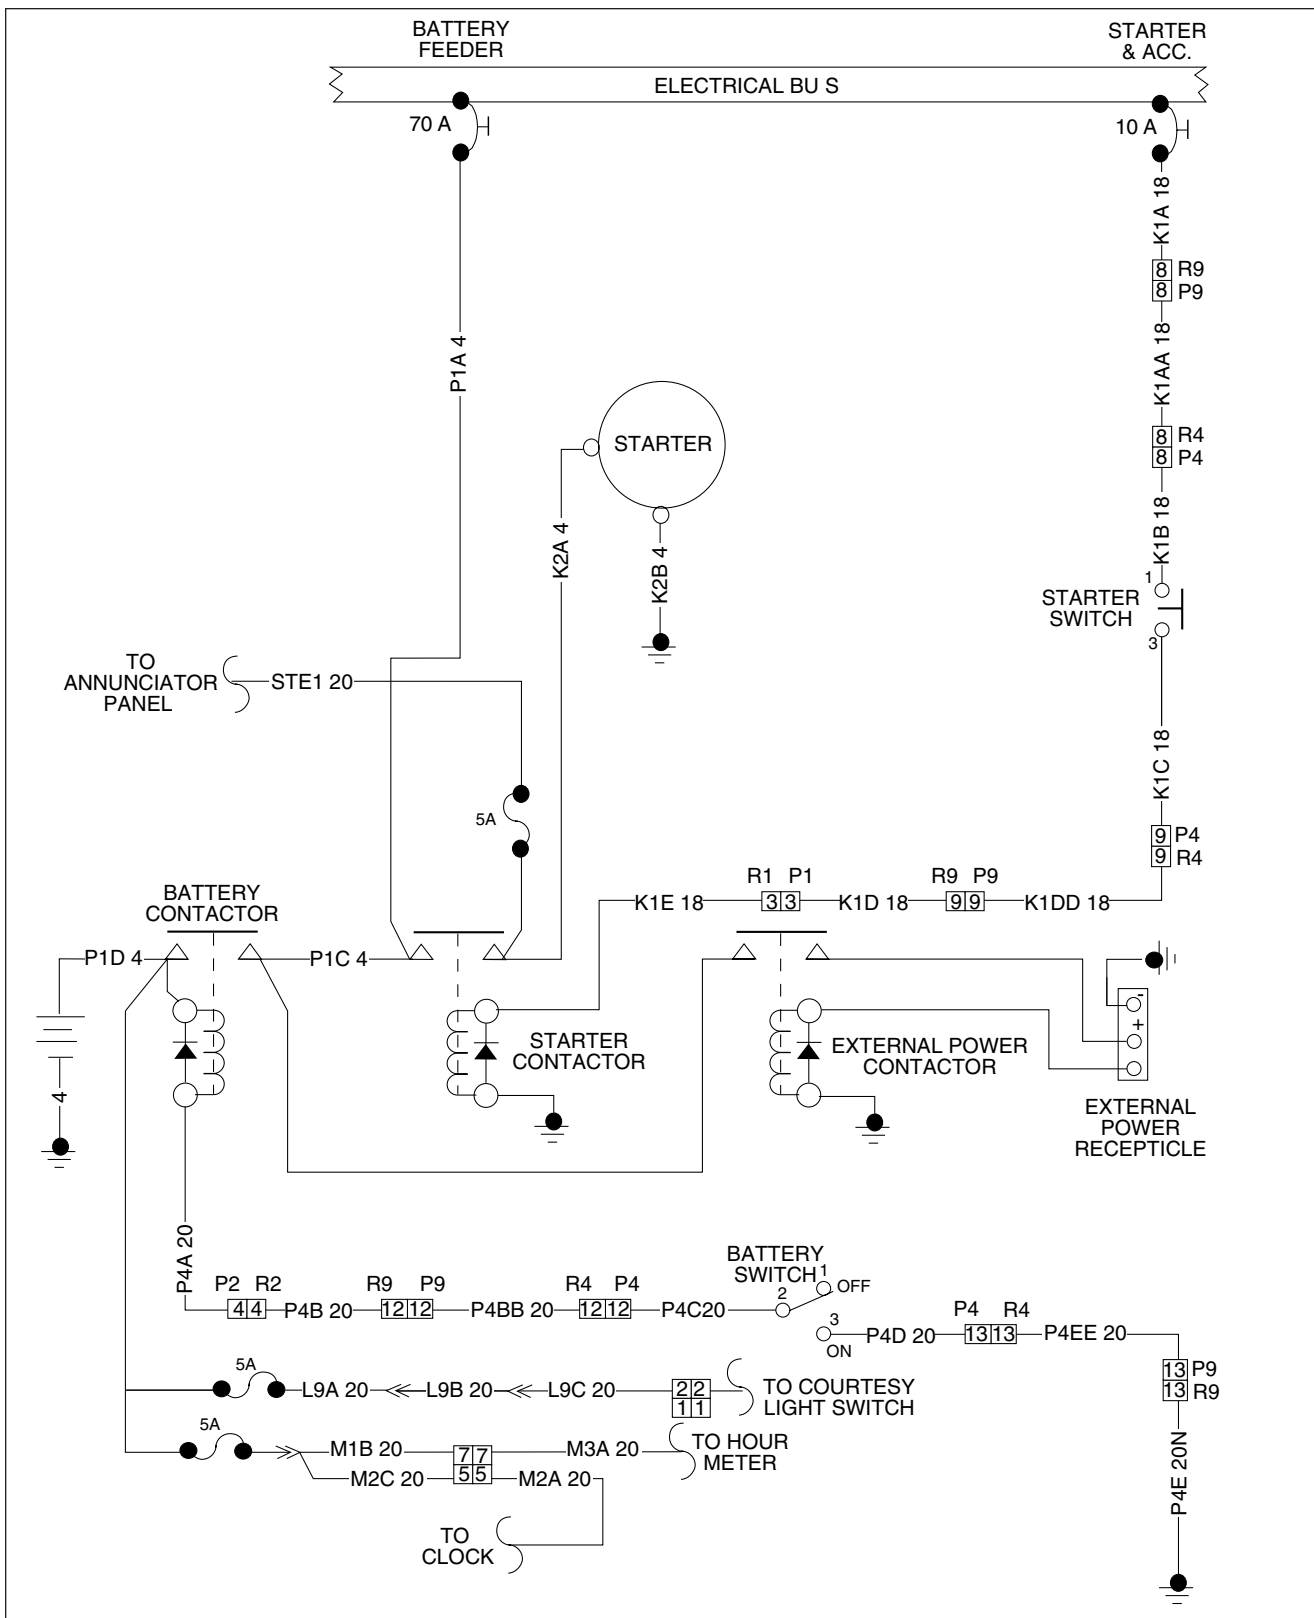 BATTERY
FEEDER
STARTER
& ACC.
ELECTRICAL BU S
70 A
10 A
K1A 18
8 R9
8 P9
P1A 4
K1AA 18
8 R4
8 P4
STARTER
K2A 4
K2B 4
K1B 18
1
STARTER
SWITCH
3
TO
ANNUNCIATOR
PANEL
STE1 20
K1C 18
5A
9 P4
9 R4
BATTERY
CONTACTOR
R1 P1
R9 P9
K1E 18
3 3
K1D 18
9 9
K1DD 18
P1D 4
P1C 4
-
+
STARTER
CONTACTOR
EXTERNAL POWER
CONTACTOR
4
EXTERNAL
POWER
RECEPTICLE
P4A 20
BATTERY
SWITCH
1
OFF
2
P2 R2
R9 P9
R4 P4
4 4
P4B 20
12 12
P4BB 20
12 12
P4C20
3
ON
P4 R4
P4D 20
13 13
P4EE 20
13 P9
13 R9
5A
L9A 20
L9B 20
L9C 20
2 2
1 1
TO COURTESY
LIGHT SWITCH
5A
M1B 20
7 7
M3A 20
TO HOUR
METER
M2C 20
5 5
M2A 20
P4E 20N
TO
CLOCK